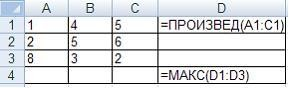 A B C D
1 1 4 5 =ПРОИЗВЕД(A1:C1)
2 2 5 6
3 8 3 2
4 =МАКС(D1:D3)